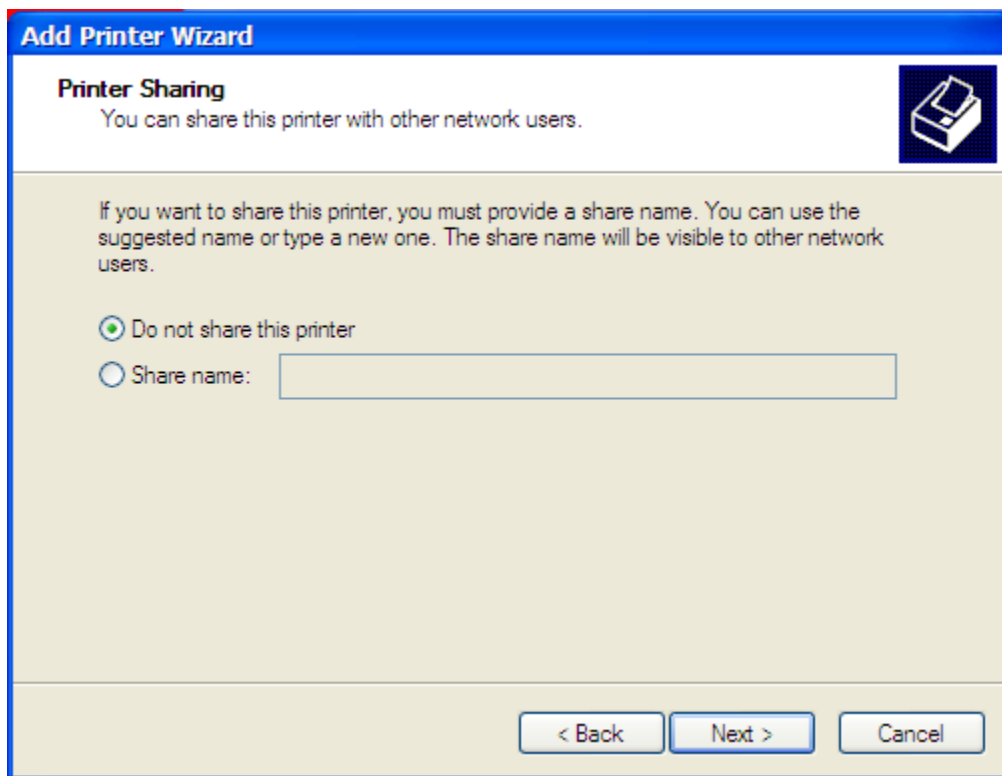 Add Printer Wizard
Printer Sharing
You can share this printer with other network users.
If you want to share this printer, you must provide a share name. You can use the
suggested name or type a new one. The share name will be visible to other network
users.
Do not share this printer
Share name:
< Back Next > Cancel